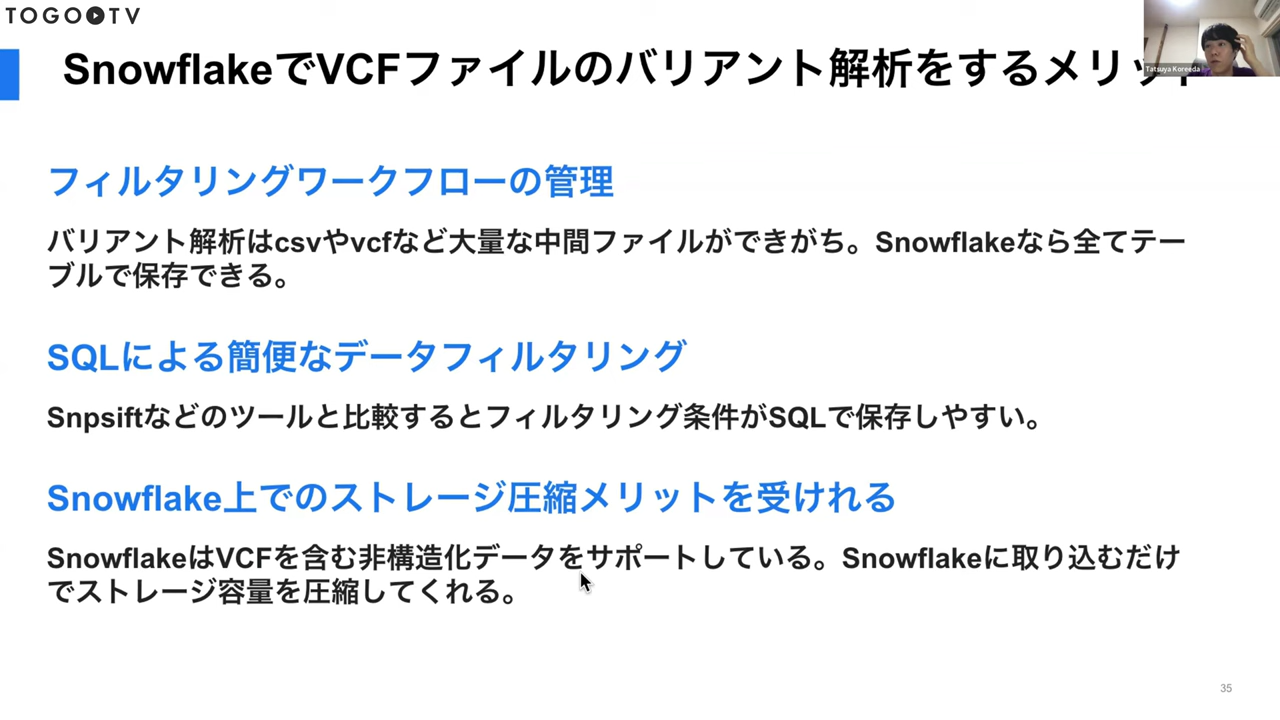 TOGO TV
Tatsuya Koreeda
SnowflakeでVCFファイルのバリアント解析をするメリット
フィルタリングワークフローの管理
バリアント解析はcsvやvcfなど大量な中間ファイルができがち。Snowflakeなら全てテー
ブルで保存できる。
SQLによる簡便なデータフィルタリング
Snpsiftなどのツールと比較するとフィルタリング条件がSQLで保存しやすい。
Snowflake上でのストレージ圧縮メリットを受けれる
SnowflakeはVCFを含む非構造化データをサポートしている。Snowflakeに取り込むだけ
でストレージ容量を圧縮してくれる。
35